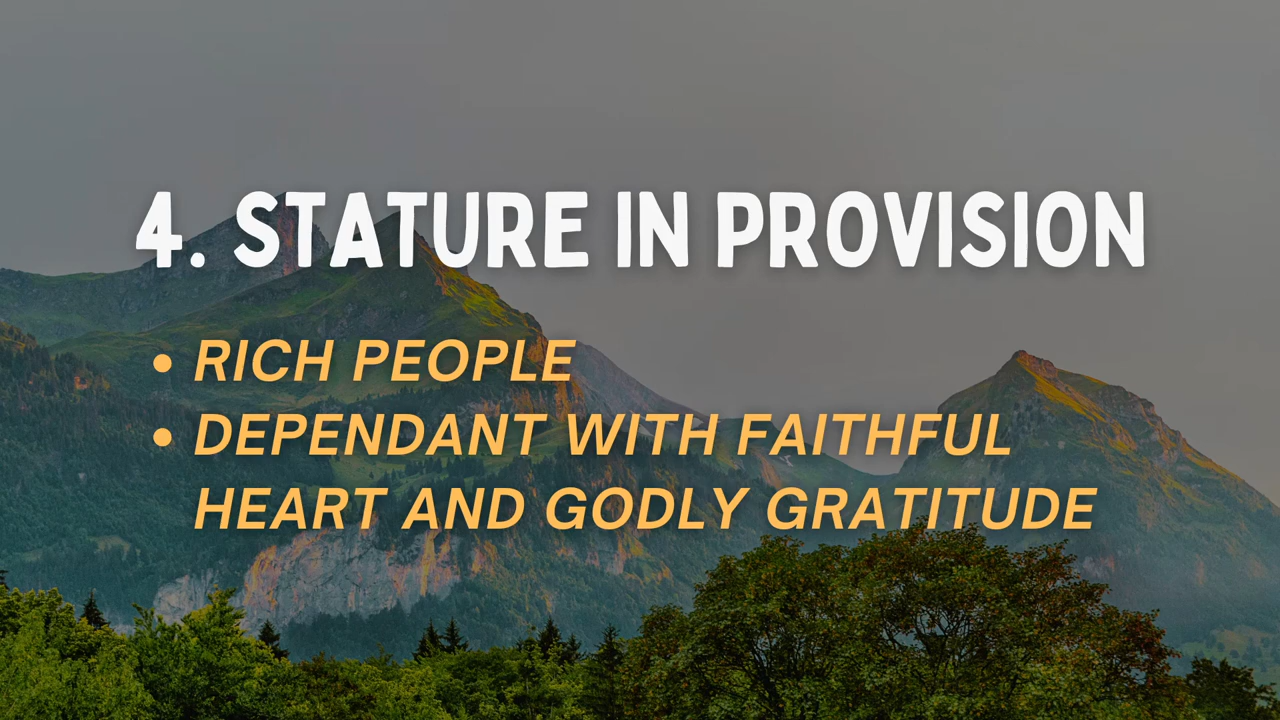 4. STATURE IN PROVISION
• RICH PEOPLE
• DEPENDANT WITH FAITHFUL
HEART AND GODLY GRATITUDE